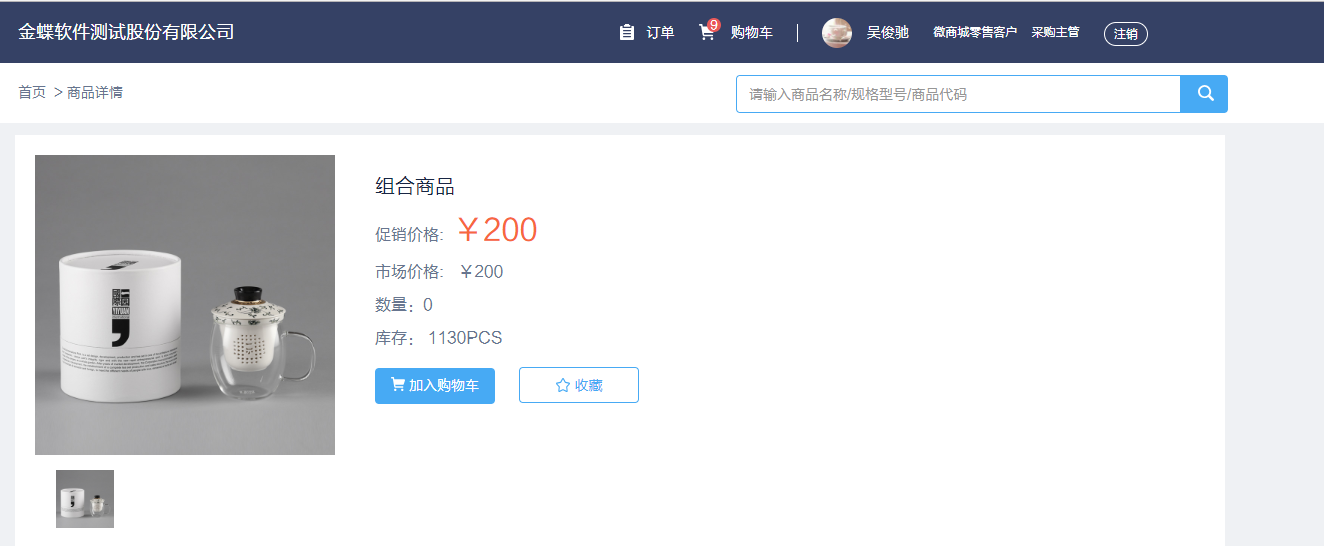 金蝶软件测试股份有限公司
订单
9
购物车
吴俊驰
微商城零售客户
采购主管
注销
首页 > 商品详情
请输入商品名称/规格型号/商品代码
组合商品
促销价格: ￥200
市场价格: ￥200
数量：0
库存： 1130PCS
加入购物车
收藏